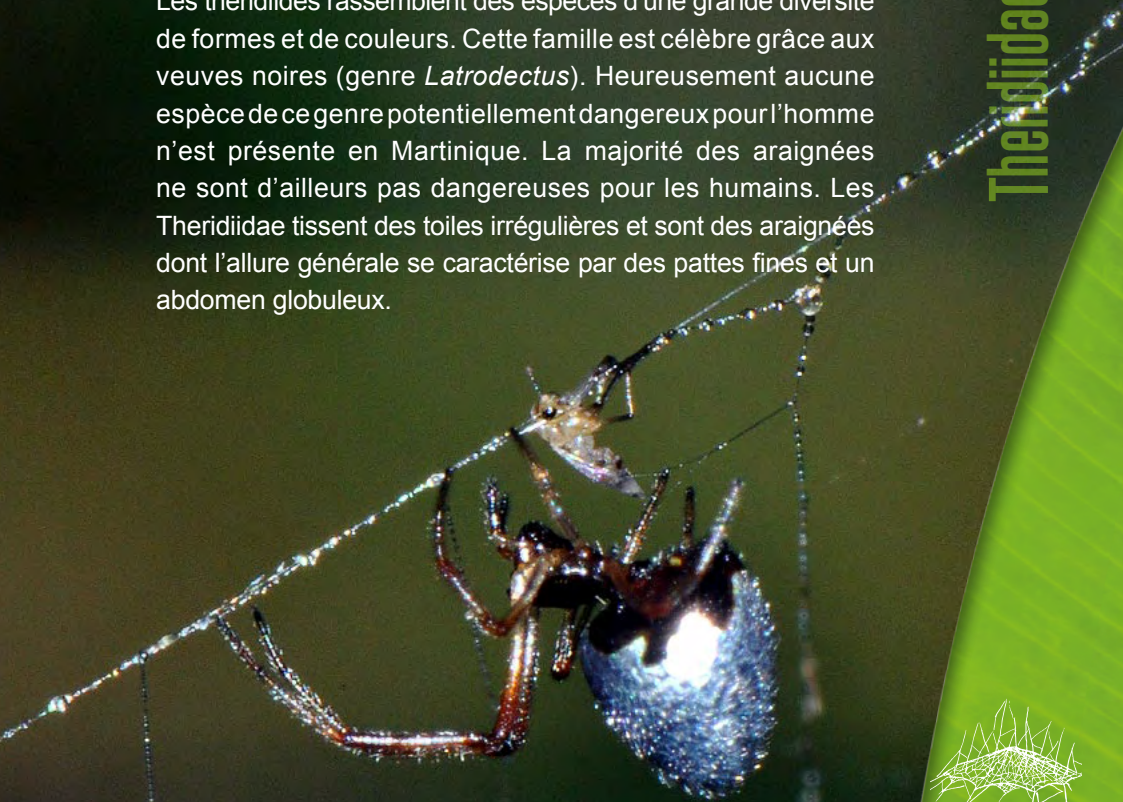 Les théridiidés rassemblent des espèces d'une grande diversité
de formes et de couleurs. Cette famille est célèbre grâce aux
veuves noires (genre Latrodectus). Heureusement aucune
espèce de ce genre potentiellement dangereux pour l'homme
n'est présente en Martinique. La majorité des araignées
ne sont d'ailleurs pas dangereuses pour les humains. Les
Theridiidae tissent des toiles irrégulières et sont des araignées
dont l'allure générale se caractérise par des pattes fines et un
abdomen globuleux.
Theridiidae